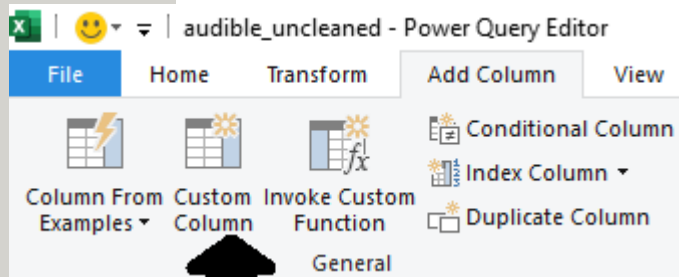 audible_uncleaned - Power Query Editor
File Home Transform Add Column View
Column From Examples
Custom Column
Invoke Custom Function
Conditional Column
Index Column
Duplicate Column
General